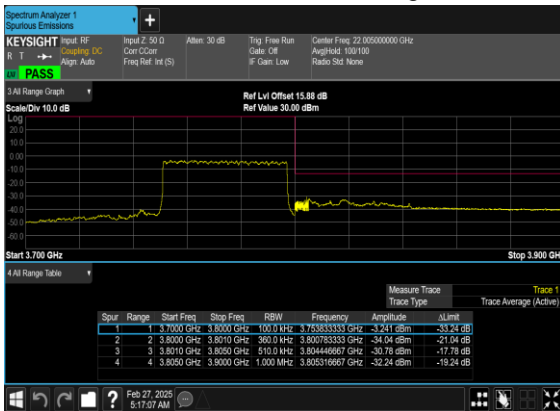 Spectrum Analyzer 1
Spurious Emissions
KEYSIGHT Input: RF Input Z: 50 Ω Atten: 30 dB Trig: Free Run Center Freq: 22.005000000 GHz
R T Coupling: DC Corr CCorr Gate: Off Avg|Hold: 100/100
Align: Auto Freq Ref: Int (S) IF Gain: Low Radio Std: None
PASS
3 All Range Graph Ref Lvl Offset 15.88 dB
Scale/Div 10.0 dB Ref Value 30.00 dBm
Log
20.0
10.0
0.00
-10.0
-20.0
-30.0
-40.0
-50.0
-60.0
Start 3.700 GHz Stop 3.900 GH
4 All Range Table
Measure Trace Trace 1
Trace Type Trace Average (Active)
Spur Range Start Freq Stop Freq RBW Frequency Amplitude ΔLimit
1 1 3.7000 GHz 3.8000 GHz 100.0 kHz 3.753833333 GHz -3.241 dBm -33.24 dB
2 2 3.8000 GHz 3.8010 GHz 360.0 kHz 3.800783333 GHz -34.04 dBm -21.04 dB
3 3 3.8010 GHz 3.8050 GHz 510.0 kHz 3.804446667 GHz -30.78 dBm -17.78 dB
4 4 3.8050 GHz 3.9000 GHz 1.000 MHz 3.805316667 GHz -32.24 dBm -19.24 dB
? Feb 27, 2025
5:17:07 AM